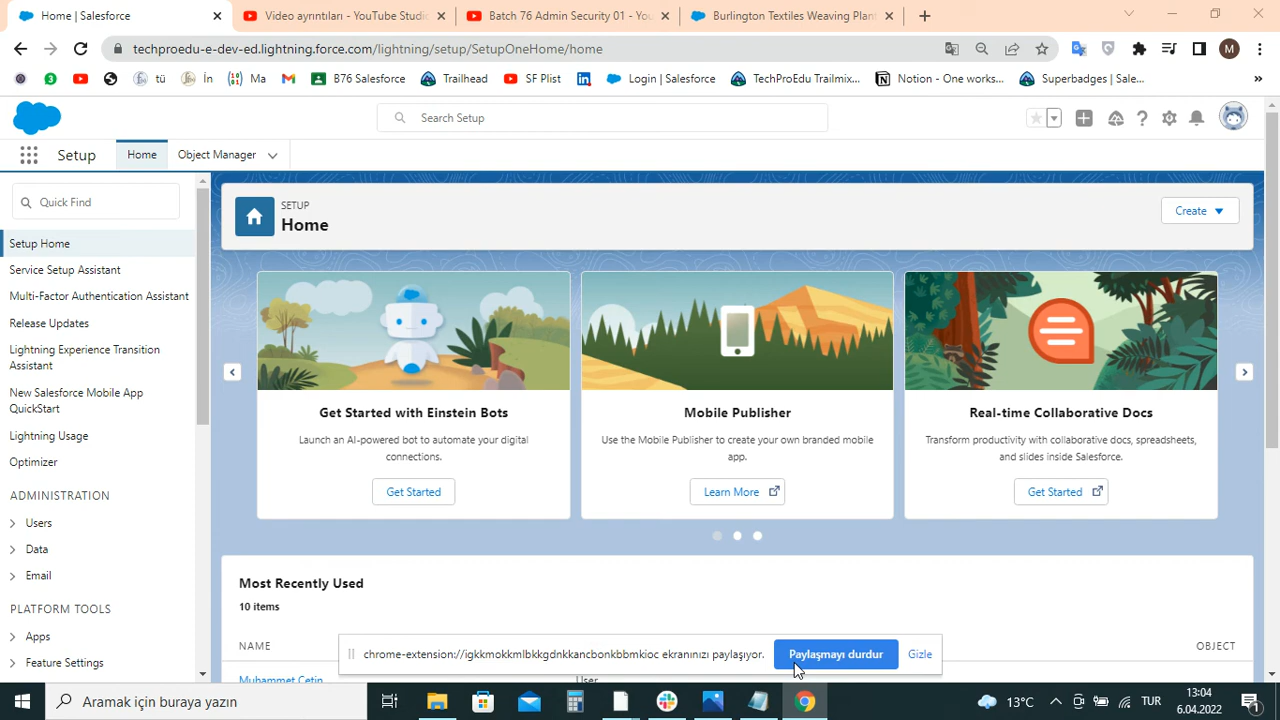 Home | Salesforce
Video ayrıntıları - YouTube Studio
Batch 76 Admin Security 01 - You
Burlington Textiles Weaving Plant
techproedu-e-dev-ed.lightning.force.com/lightning/setup/SetupOneHome/home
M
tü
İn
Ma
B76 Salesforce
Trailhead
SF Plist
Login | Salesforce
TechProEdu Trailmix...
Notion - One works...
Superbadges | Sale...
»
Search Setup
Setup
Home
Object Manager
Quick Find
Setup Home
Service Setup Assistant
Multi-Factor Authentication Assistant
Release Updates
Lightning Experience Transition
Assistant
New Salesforce Mobile App
QuickStart
Lightning Usage
Optimizer
ADMINISTRATION
Users
Data
Email
PLATFORM TOOLS
Apps
Feature Settings
SETUP
Home
Create
Get Started with Einstein Bots
Launch an AI-powered bot to automate your digital
connections.
Get Started
Mobile Publisher
Use the Mobile Publisher to create your own branded mobile
app.
Learn More
Real-time Collaborative Docs
Transform productivity with collaborative docs, spreadsheets,
and slides inside Salesforce.
Get Started
Most Recently Used
10 items
NAME
OBJECT
Muhammet Cetin
User
chrome-extension://igkkmokkmlbkkgdnkkancbonkbbmkioc ekranınızı paylaşıyor.
Paylaşmayı durdur
Gizle
Aramak için buraya yazın
13°C
TUR
13:04
6.04.2022
1